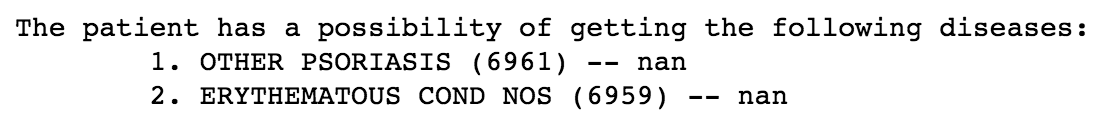 The patient has a possibility of getting the following diseases:
1. OTHER PSORIASIS (6961) -- nan
2. ERYTHEMATOUS COND NOS (6959) -- nan